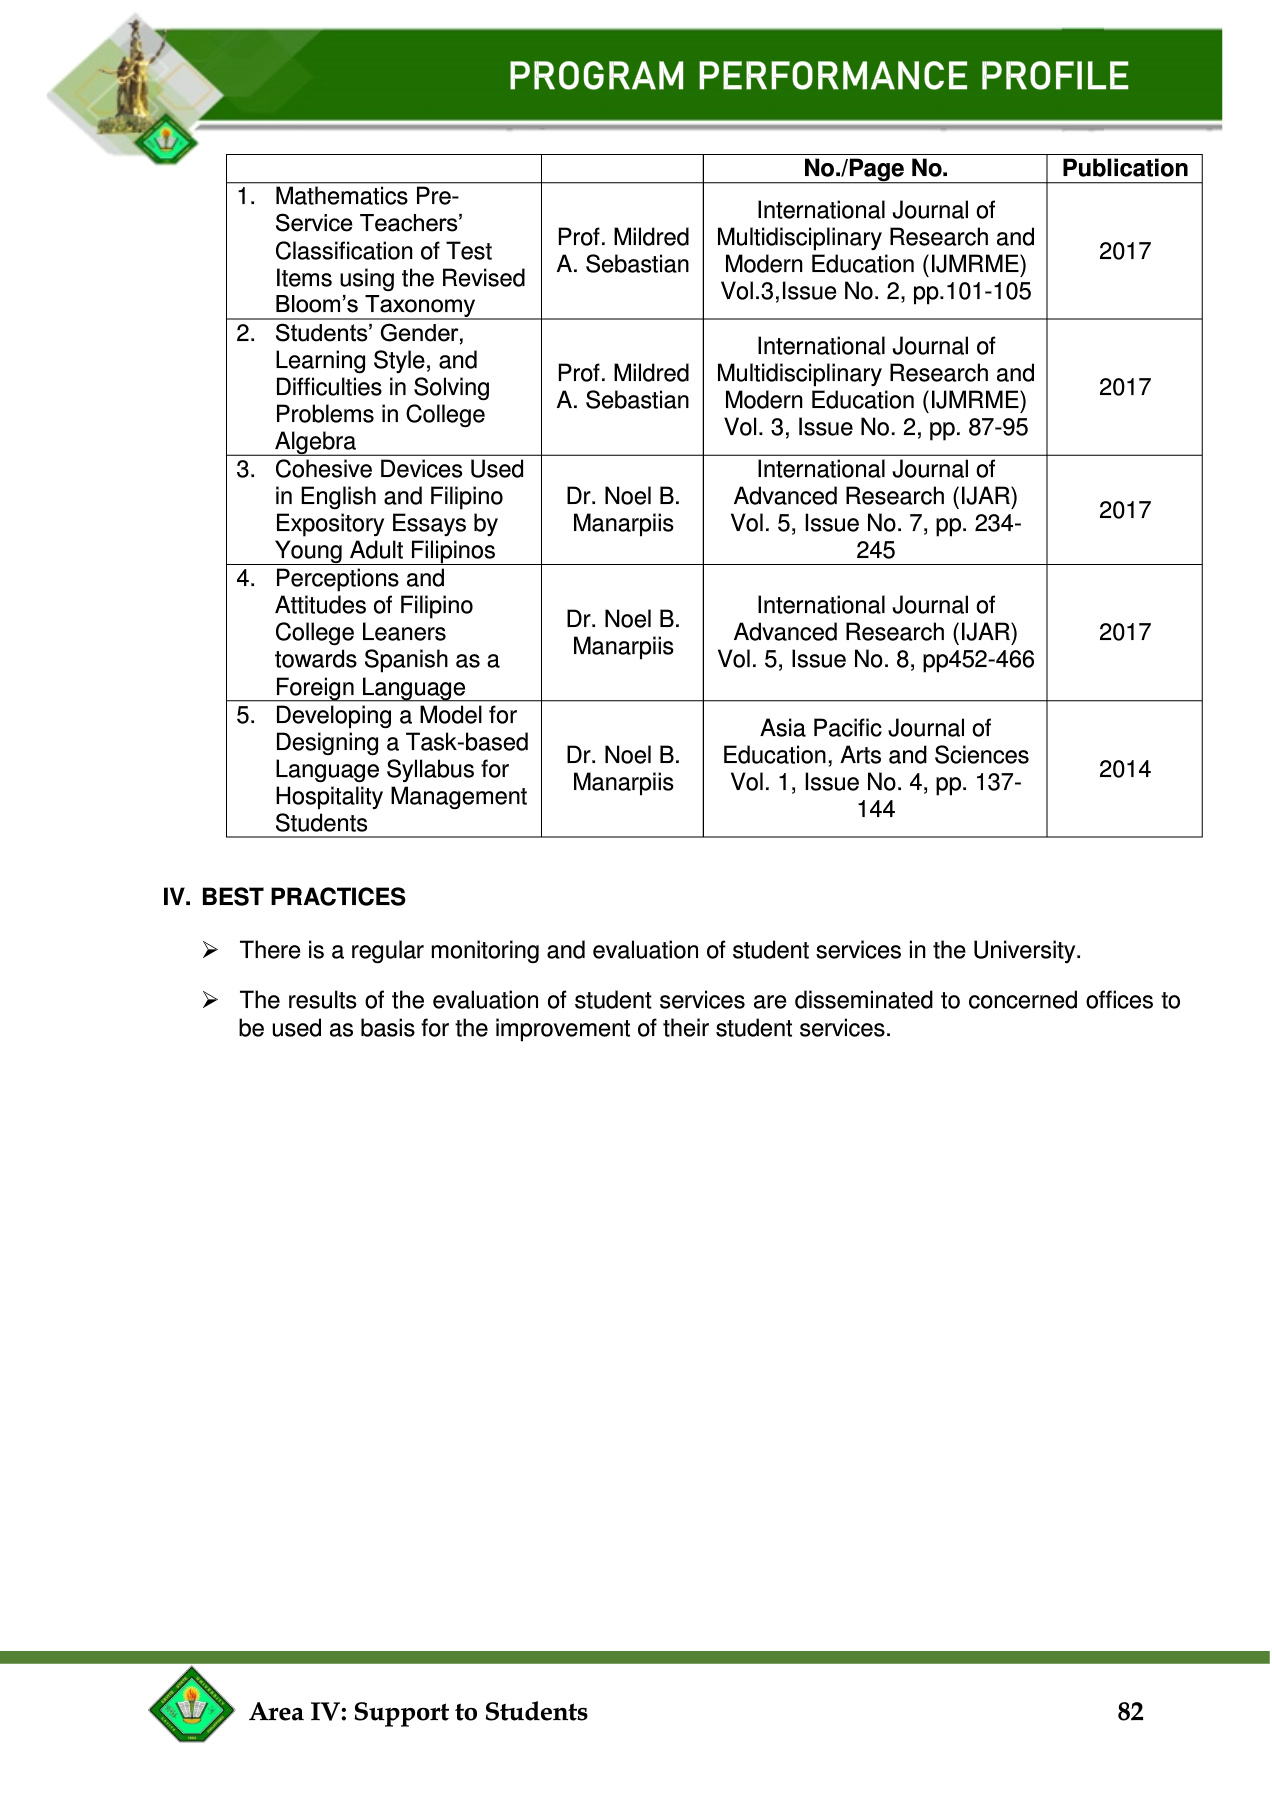 PROGRAM PERFORMANCE PROFILE
No./Page No. Publication
1. Mathematics Pre-
Service Teachers’
Classification of Test
Items using the Revised
Bloom’s Taxonomy
Prof. Mildred
A. Sebastian
International Journal of
Multidisciplinary Research and
Modern Education (IJMRME)
Vol.3,Issue No. 2, pp.101-105
2017
2. Students’ Gender,
Learning Style, and
Difficulties in Solving
Problems in College
Algebra
Prof. Mildred
A. Sebastian
International Journal of
Multidisciplinary Research and
Modern Education (IJMRME)
Vol. 3, Issue No. 2, pp. 87-95
2017
3. Cohesive Devices Used
in English and Filipino
Expository Essays by
Young Adult Filipinos
Dr. Noel B.
Manarpiis
International Journal of
Advanced Research (IJAR)
Vol. 5, Issue No. 7, pp. 234-
245
2017
4. Perceptions and
Attitudes of Filipino
College Leaners
towards Spanish as a
Foreign Language
Dr. Noel B.
Manarpiis
International Journal of
Advanced Research (IJAR)
Vol. 5, Issue No. 8, pp452-466
2017
5. Developing a Model for
Designing a Task-based
Language Syllabus for
Hospitality Management
Students
Dr. Noel B.
Manarpiis
Asia Pacific Journal of
Education, Arts and Sciences
Vol. 1, Issue No. 4, pp. 137-
144
2014
IV. BEST PRACTICES
➢ There is a regular monitoring and evaluation of student services in the University.
➢ The results of the evaluation of student services are disseminated to concerned offices to
be used as basis for the improvement of their student services.
Area IV: Support to Students 82